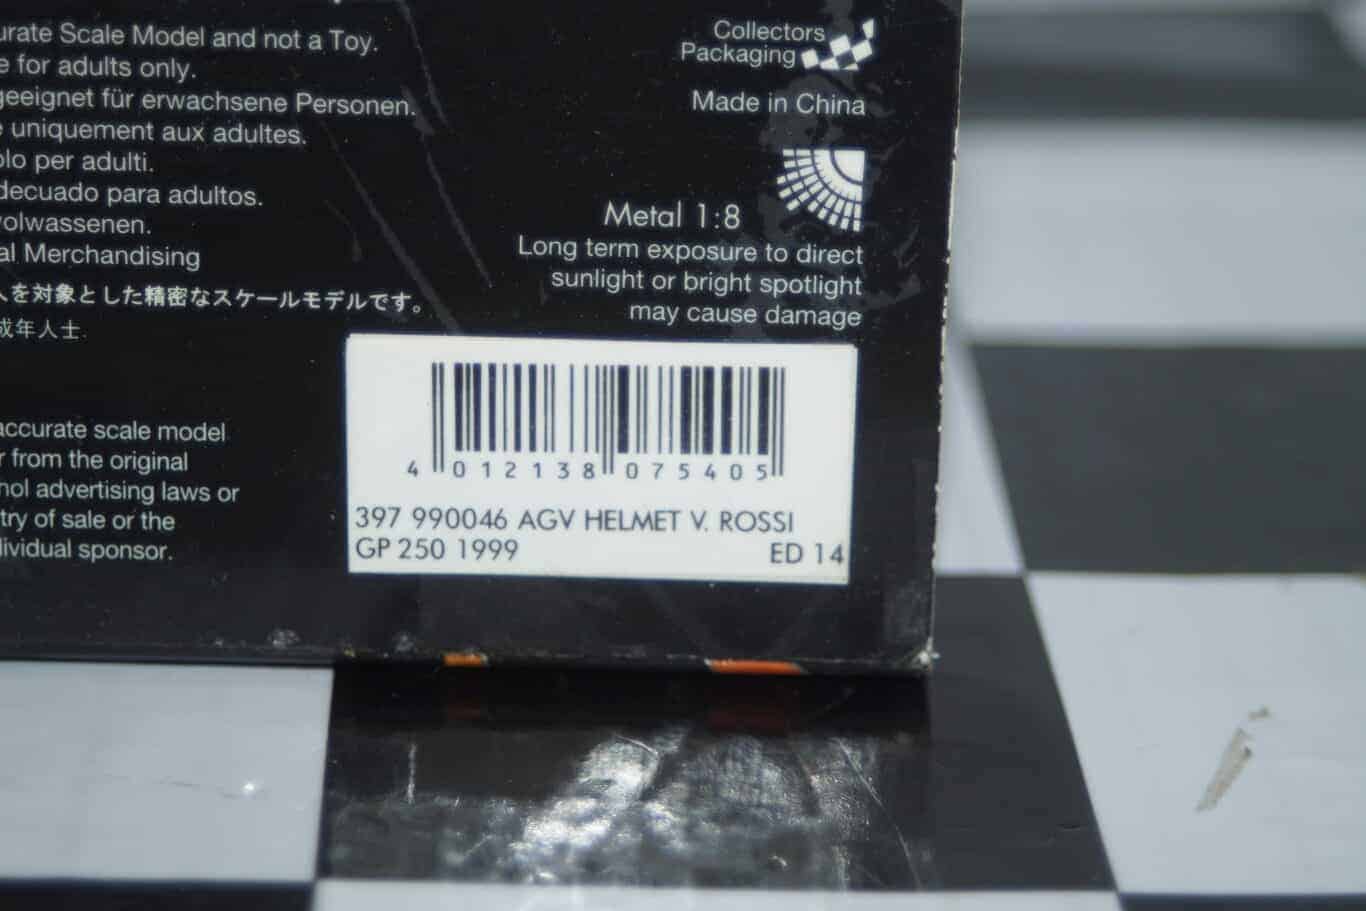 urate Scale Model and not a Toy.
e for adults only.
geeignet für erwachsene Personen.
e uniquement aux adultes.
olo per adulti.
decuado para adultos.
volwassenen.
al Merchandising
人を対象とした精密なスケールモデルです。
成年人士
accurate scale model
r from the original
hol advertising laws or
try of sale or the
dividual sponsor.
Collectors
Packaging
Made in China
Metal 1:8
Long term exposure to direct
sunlight or bright spotlight
may cause damage
4 012138 075405
397 990046 AGV HELMET V. ROSSI
GP 250 1999 ED 14